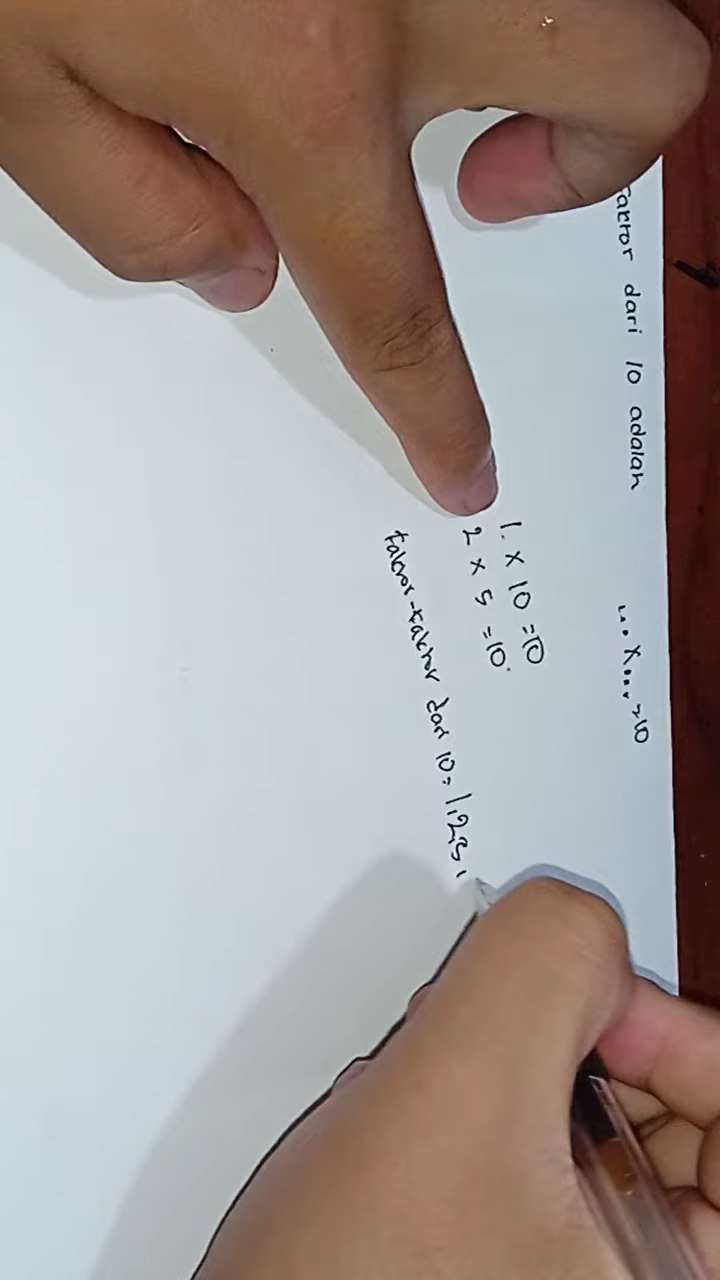 Faktor dari 10 adalah ... x ... = 10
1. x 10 = 10
2 x 5 = 10
faktor-faktor dari 10 = 1,2,5,